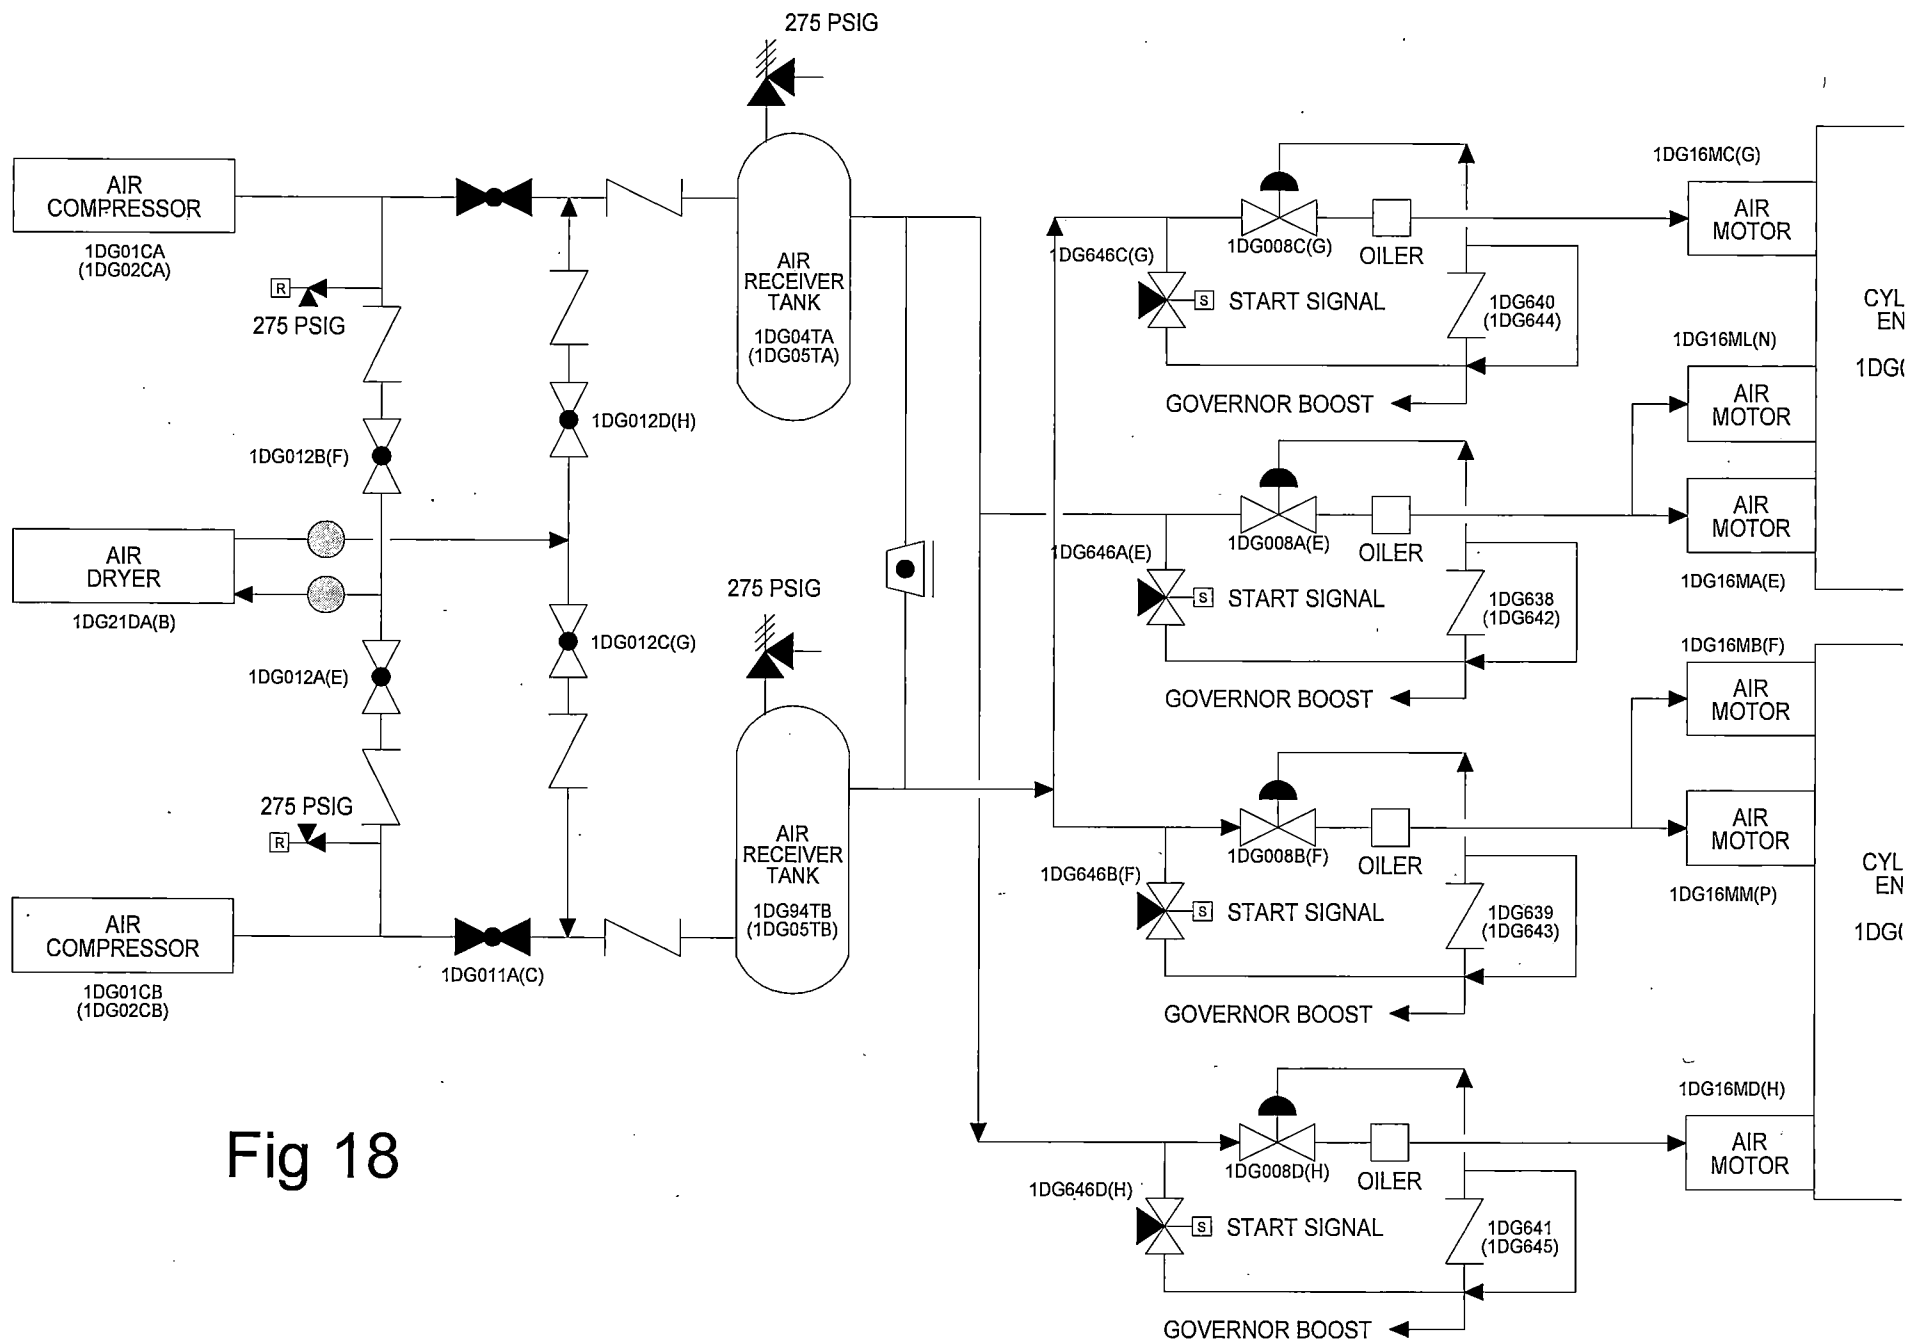 275 PSIG
AIR
COMPRESSOR
1DG01CA
(1DG02CA)
R
275 PSIG
AIR
RECEIVER
TANK
1DG04TA
(1DG05TA)
1DG012D(H)
1DG012B(F)
AIR
DRYER
1DG21DA(B)
1DG012C(G)
1DG012A(E)
275 PSIG
275 PSIG
R
AIR
RECEIVER
TANK
1DG94TB
(1DG05TB)
AIR
COMPRESSOR
1DG01CB
(1DG02CB)
1DG011A(C)
1DG646C(G)
1DG008C(G)
OILER
S
START SIGNAL
1DG640
(1DG644)
GOVERNOR BOOST
1DG16MC(G)
AIR
MOTOR
1DG16ML(N)
AIR
MOTOR
1DG646A(E)
1DG008A(E)
OILER
S
START SIGNAL
1DG638
(1DG642)
GOVERNOR BOOST
AIR
MOTOR
1DG16MA(E)
CYL
EN
1DG(
1DG16MB(F)
AIR
MOTOR
1DG646B(F)
1DG008B(F)
OILER
S
START SIGNAL
1DG639
(1DG643)
GOVERNOR BOOST
AIR
MOTOR
1DG16MM(P)
CYL
EN
1DG(
1DG646D(H)
1DG008D(H)
OILER
S
START SIGNAL
1DG641
(1DG645)
GOVERNOR BOOST
1DG16MD(H)
AIR
MOTOR
Fig 18